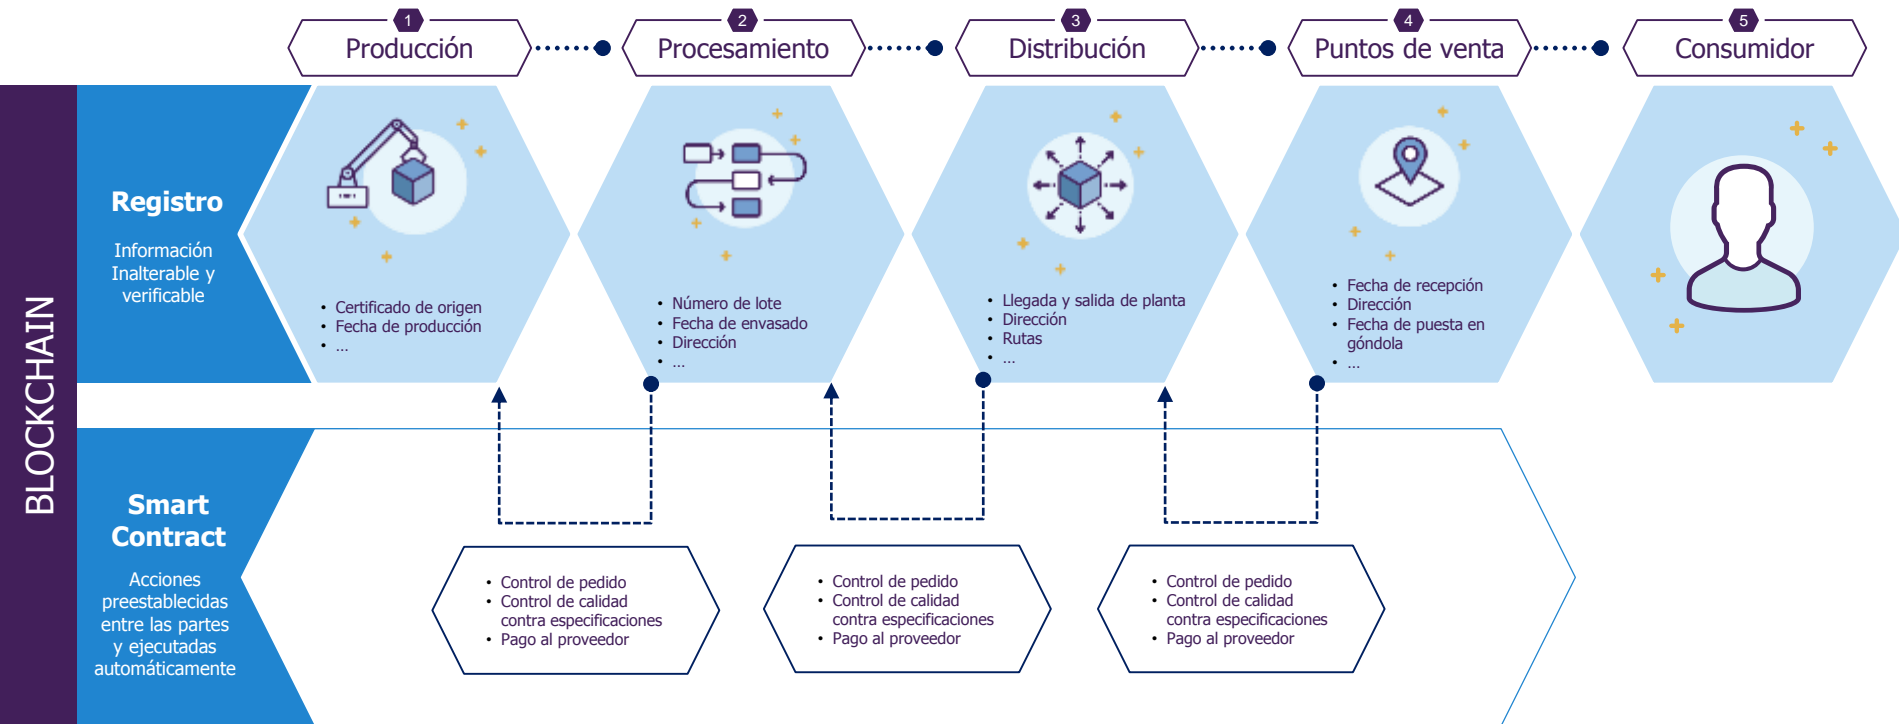 1
Producción
2
Procesamiento
3
Distribución
4
Puntos de venta
5
Consumidor
BLOCKCHAIN
Registro
Información
Inalterable y
verificable
• Certificado de origen
• Fecha de producción
• ...
• Número de lote
• Fecha de envasado
• Dirección
• ...
• Llegada y salida de planta
• Dirección
• Rutas
• ...
• Fecha de recepción
• Dirección
• Fecha de puesta en
góndola
• ...
Smart
Contract
Acciones
preestablecidas
entre las partes
y ejecutadas
automáticamente
• Control de pedido
• Control de calidad
contra especificaciones
• Pago al proveedor
• Control de pedido
• Control de calidad
contra especificaciones
• Pago al proveedor
• Control de pedido
• Control de calidad
contra especificaciones
• Pago al proveedor